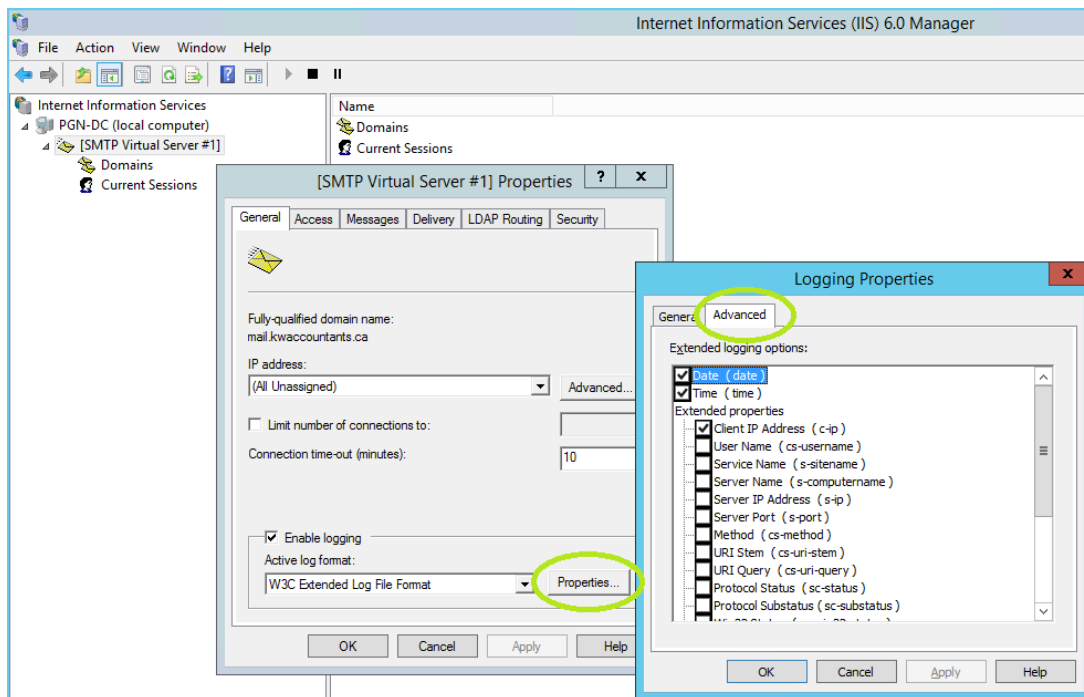 Internet Information Services (IIS) 6.0 Manager
File Action View Window Help
Internet Information Services
PGN-DC (local computer)
[SMTP Virtual Server #1]
Domains
Current Sessions
Name
Domains
Current Sessions
[SMTP Virtual Server #1] Properties ? x
General Access Messages Delivery LDAP Routing Security
Fully-qualified domain name:
mail.kwaccountants.ca
IP address:
(All Unassigned) Advanced...
Limit number of connections to:
Connection time-out (minutes): 10
Enable logging
Active log format:
W3C Extended Log File Format Properties...
OK Cancel Apply Help
Logging Properties x
General Advanced
Extended logging options:
Date ( date )
Time ( time )
Extended properties
Client IP Address ( c-ip )
User Name ( cs-username )
Service Name ( s-sitename )
Server Name ( s-computername )
Server IP Address ( s-ip )
Server Port ( s-port )
Method ( cs-method )
URI Stem ( cs-uri-stem )
URI Query ( cs-uri-query )
Protocol Status ( sc-status )
Protocol Substatus ( sc-substatus )
OK Cancel Apply Help